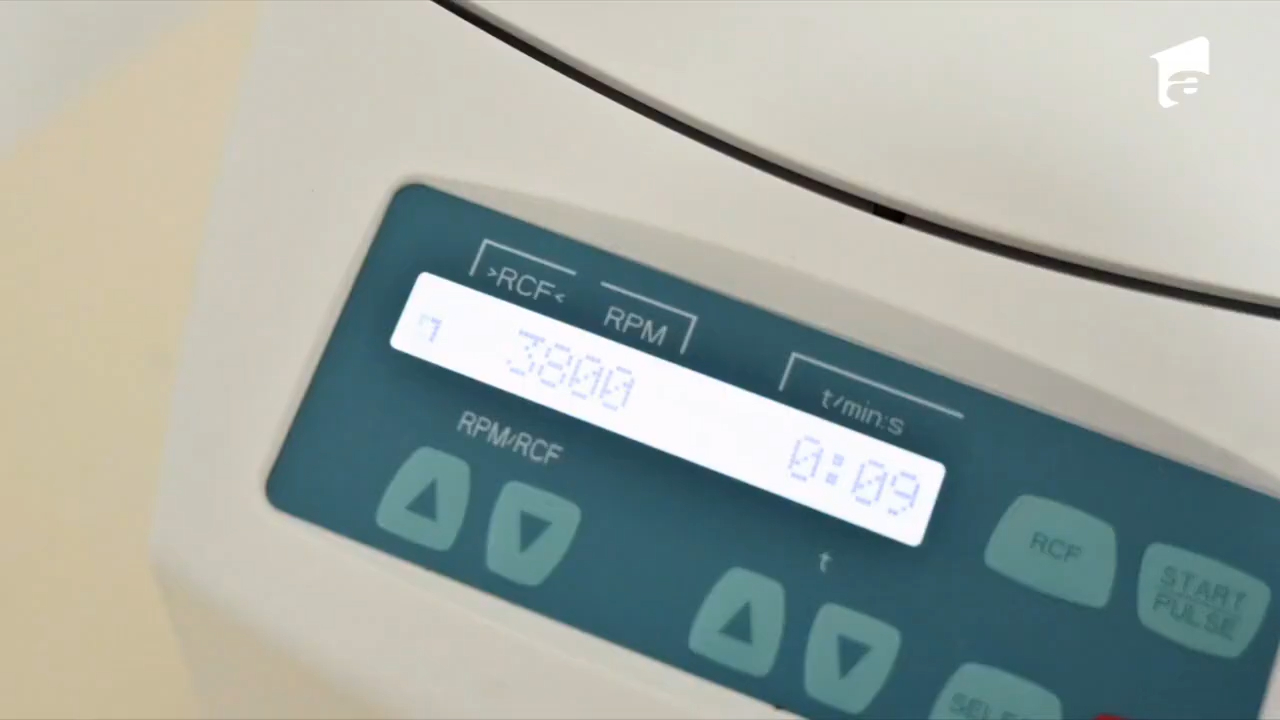 >RCF< RPM t/min:s
3800 0:09
RPM/RCF
t
RCF
START
PULSE